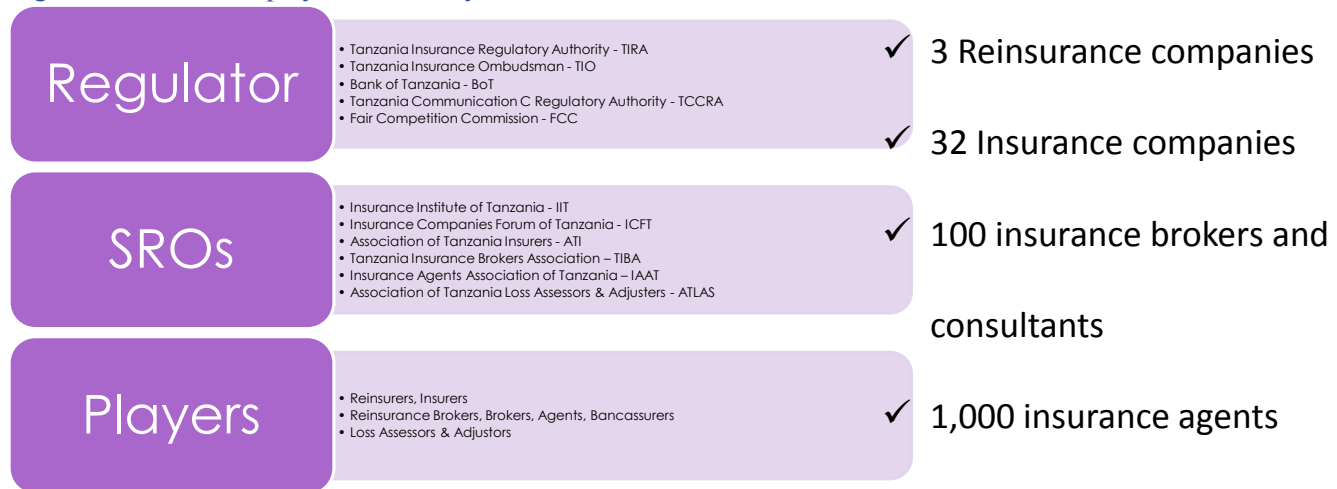 Regulator
• Tanzania Insurance Regulatory Authority - TIRA
• Tanzania Insurance Ombudsman - TIO
• Bank of Tanzania - BoT
• Tanzania Communication C Regulatory Authority - TCCRA
• Fair Competition Commission - FCC
SROs
• Insurance Institute of Tanzania - IIT
• Insurance Companies Forum of Tanzania - ICFT
• Association of Tanzania Insurers - ATI
• Tanzania Insurance Brokers Association – TIBA
• Insurance Agents Association of Tanzania – IAAT
• Association of Tanzania Loss Assessors & Adjusters - ATLAS
Players
• Reinsurers, Insurers
• Reinsurance Brokers, Brokers, Agents, Bancassurers
• Loss Assessors & Adjustors
✓ 3 Reinsurance companies
✓ 32 Insurance companies
✓ 100 insurance brokers and
consultants
✓ 1,000 insurance agents